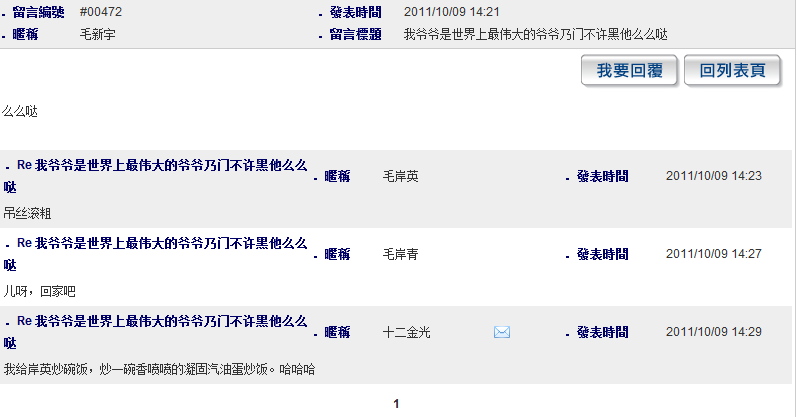 ．留言編號 #00472 ．發表時間 2011/10/09 14:21
．暱稱 毛新宇 ．留言標題 我爷爷是世界上最伟大的爷爷乃门不许黑他么么哒
我要回覆 回列表頁
么么哒
．Re 我爷爷是世界上最伟大的爷爷乃门不许黑他么么
哒 ．暱稱 毛岸英 ．發表時間 2011/10/09 14:23
吊丝滚粗
．Re 我爷爷是世界上最伟大的爷爷乃门不许黑他么么
哒 ．暱稱 毛岸青 ．發表時間 2011/10/09 14:27
儿呀，回家吧
．Re 我爷爷是世界上最伟大的爷爷乃门不许黑他么么
哒 ．暱稱 十二金光 ．發表時間 2011/10/09 14:29
我给岸英炒碗饭，炒一碗香喷喷的凝固汽油蛋炒饭。哈哈哈
1